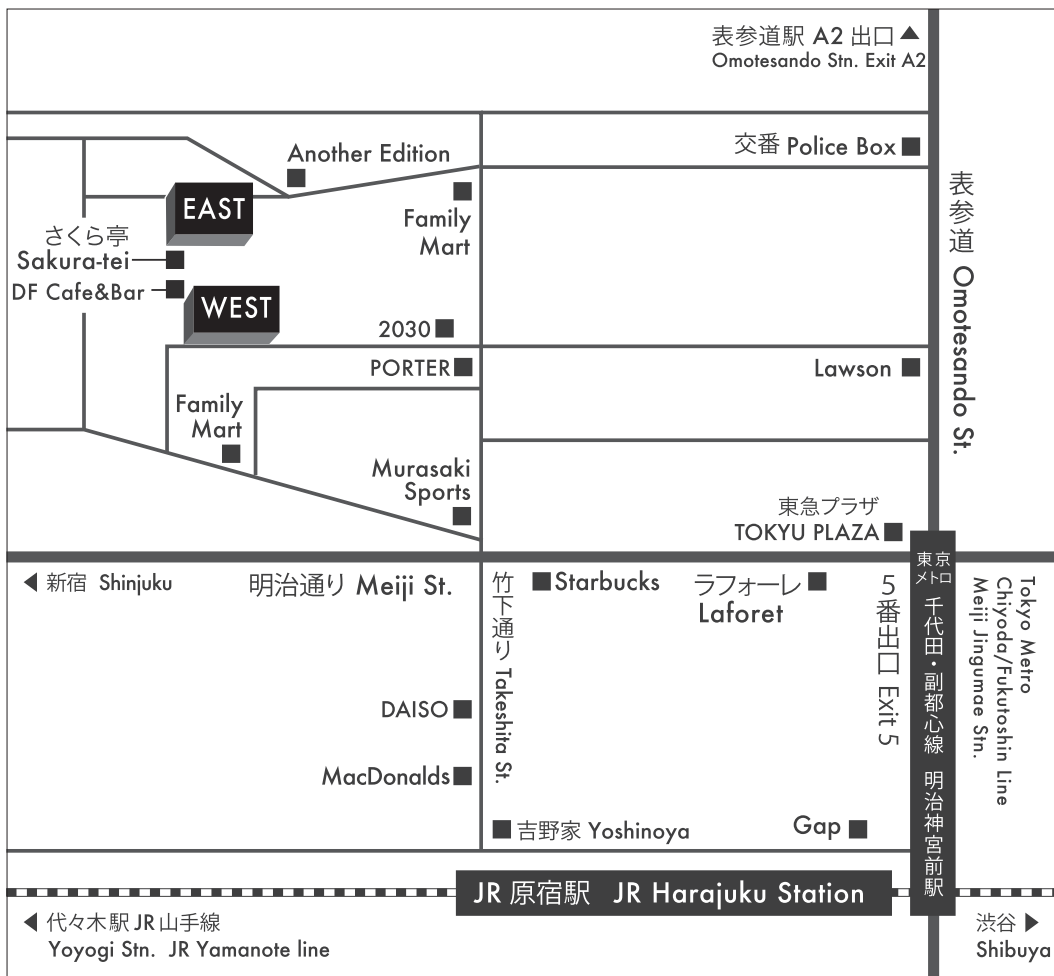 表参道駅 A2 出口 ▲
Omotesando Stn. Exit A2
交番 Police Box
Another Edition
EAST
Family
Mart
表参道 Omotesando St.
さくら亭
Sakura-tei
DF Cafe&Bar
WEST
2030
PORTER
Lawson
Family
Mart
Murasaki
Sports
東急プラザ
TOKYU PLAZA
◀ 新宿 Shinjuku
明治通り Meiji St.
竹下通り Takeshita St.
Starbucks
ラフォーレ
Laforet
5番出口 Exit 5
東京
メトロ
千代田・副都心線 明治神宮前駅
Tokyo Metro
Chiyoda/Fukutoshin Line
Meiji Jingumae Stn.
DAISO
MacDonalds
吉野家 Yoshinoya
Gap
JR 原宿駅 JR Harajuku Station
◀ 代々木駅 JR 山手線
Yoyogi Stn. JR Yamanote line
渋谷 ▶
Shibuya